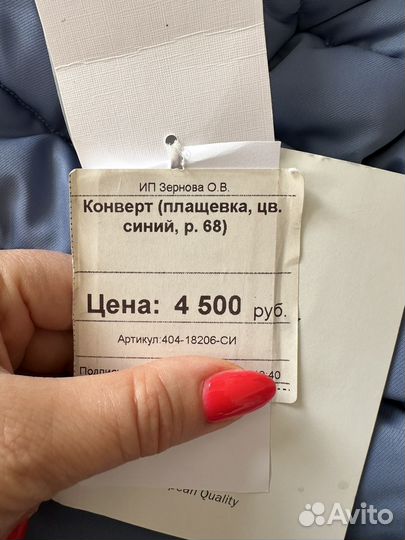 ИП Зернова О.В.
Конверт (плащевка, цв.
синий, р. 68)
Цена: 4 500 руб.
Артикул:404-18206-СИ
Quality
Avito